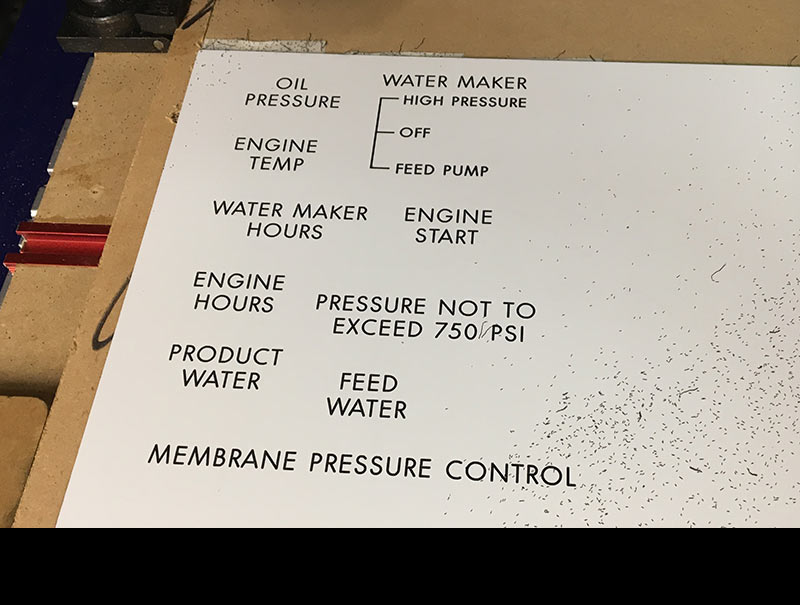 OIL
PRESSURE
WATER MAKER
HIGH PRESSURE
OFF
FEED PUMP
ENGINE
TEMP
WATER MAKER
HOURS
ENGINE
START
ENGINE
HOURS
PRESSURE NOT TO
EXCEED 750 PSI
PRODUCT
WATER
FEED
WATER
MEMBRANE PRESSURE CONTROL